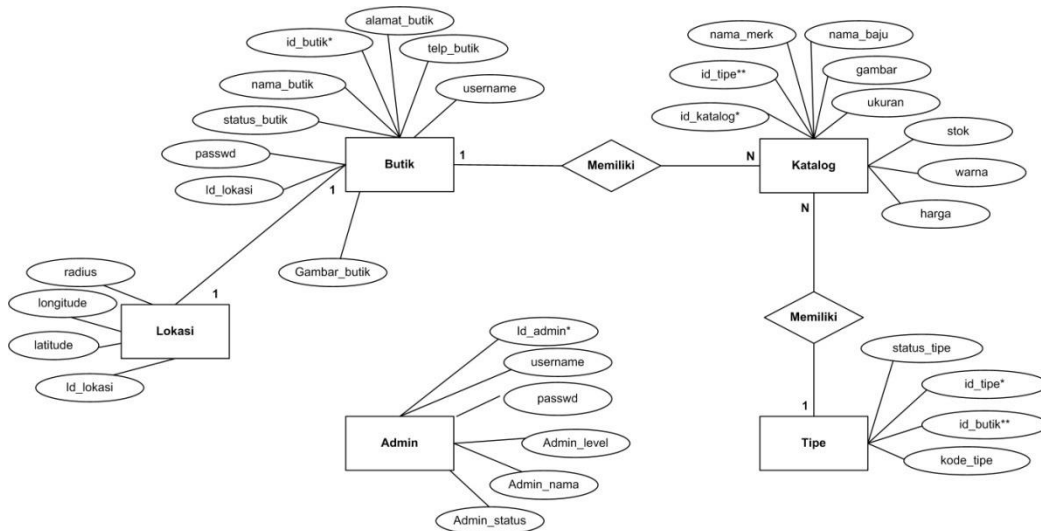 alamat_butik
id_butik*
telp_butik
nama_butik
username
status_butik
passwd
Id_lokasi
Butik
1
1
Memiliki
N
nama_merk
nama_baju
id_tipe**
gambar
id_katalog*
ukuran
stok
Katalog
warna
harga
N
Gambar_butik
radius
longitude
1
Lokasi
latitude
Id_lokasi
Memiliki
Id_admin*
username
passwd
Admin
Admin_level
Admin_nama
Admin_status
status_tipe
id_tipe*
1
id_butik**
Tipe
kode_tipe